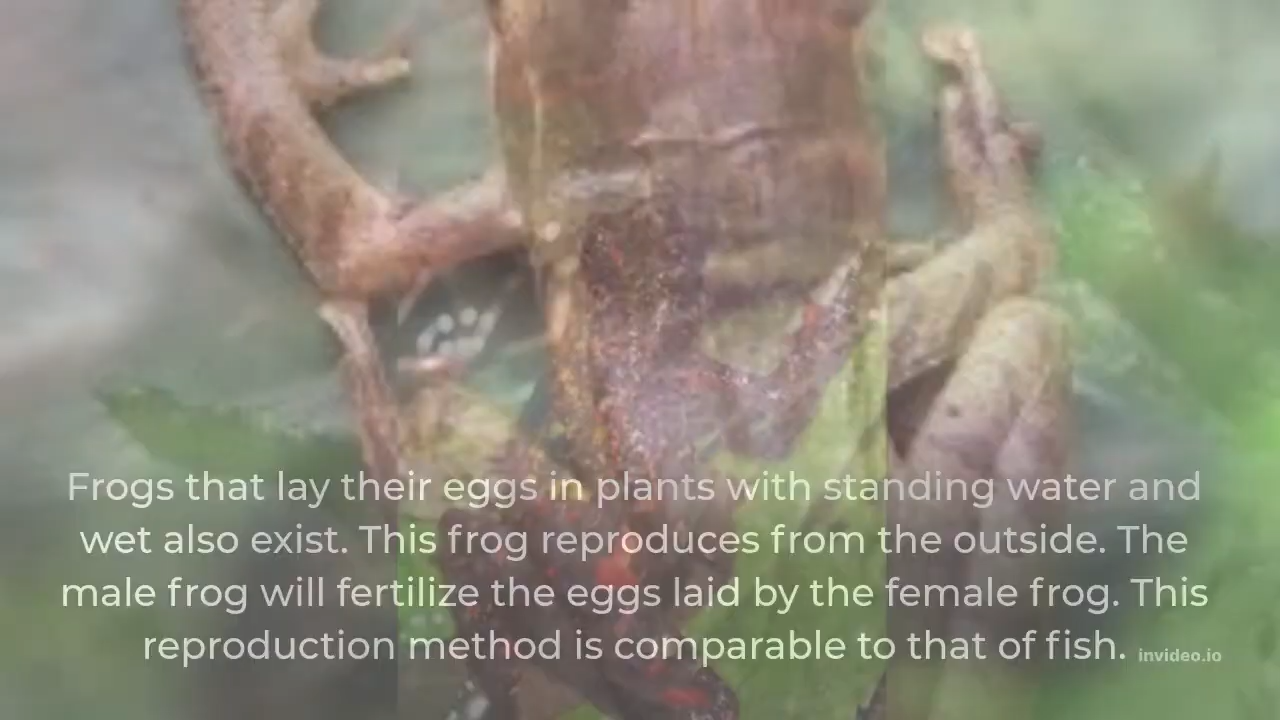 Frogs that lay their eggs in plants with standing water and
wet also exist. This frog reproduces from the outside. The
male frog will fertilize the eggs laid by the female frog. This
reproduction method is comparable to that of fish.
invideo.io